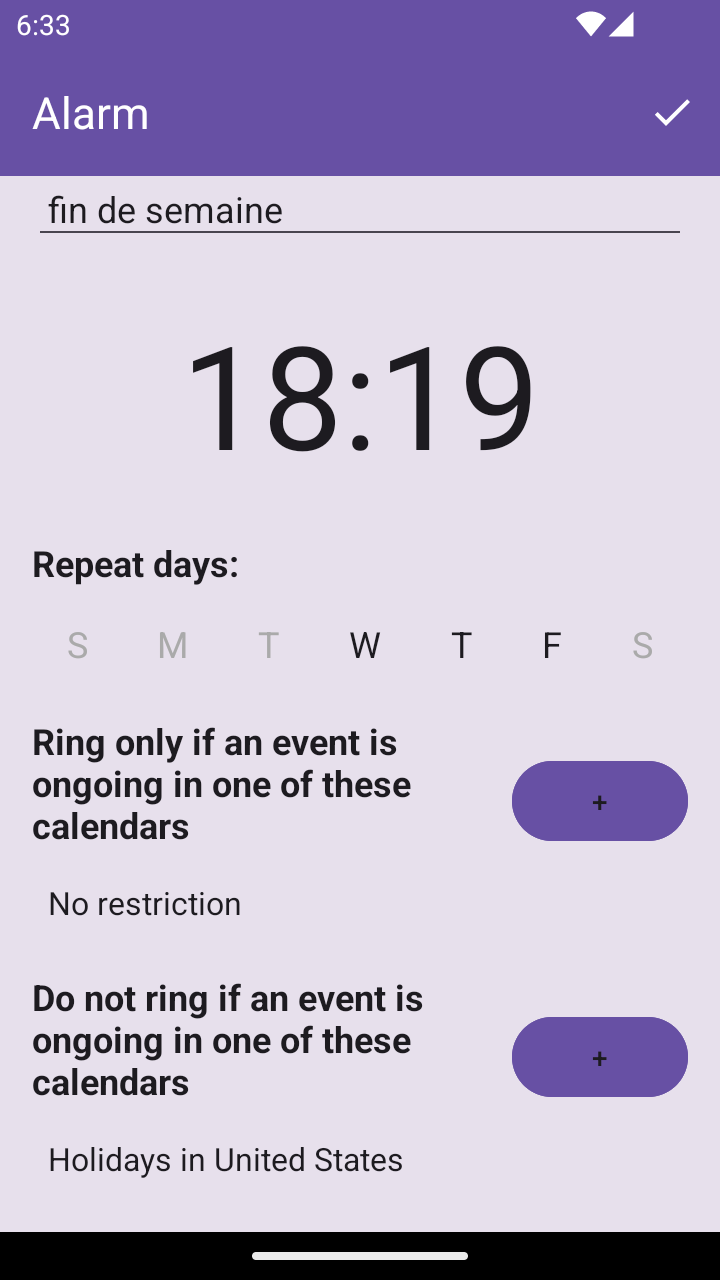 6:33
Alarm
fin de semaine
18:19
Repeat days:
S M T W T F S
Ring only if an event is
ongoing in one of these
calendars
+
No restriction
Do not ring if an event is
ongoing in one of these
calendars
+
Holidays in United States